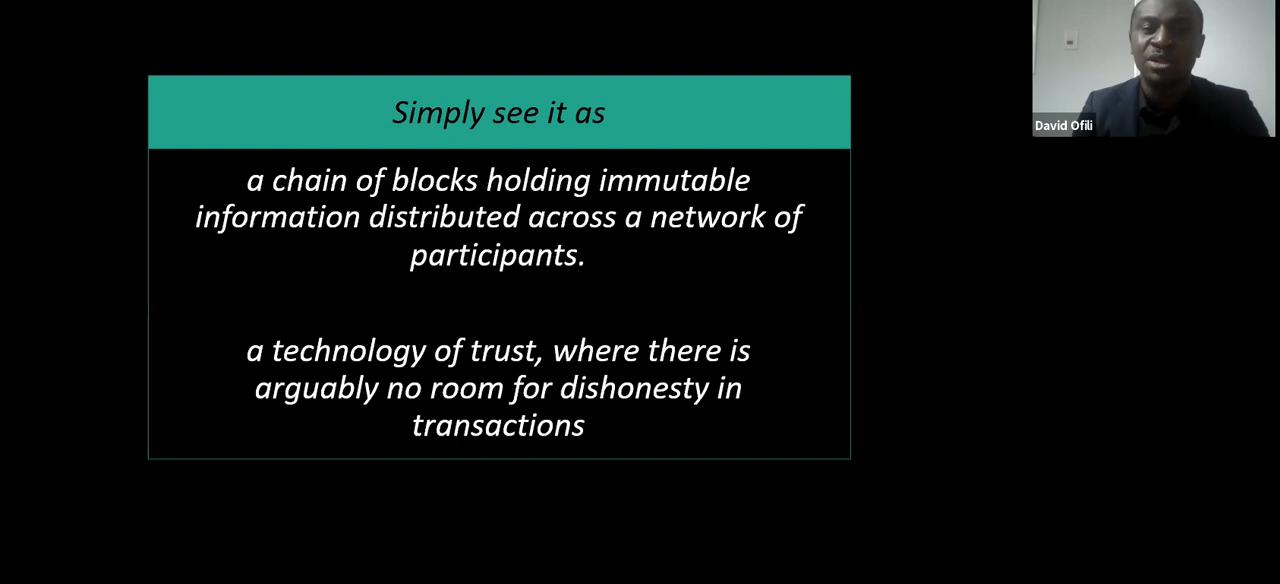 Simply see it as
a chain of blocks holding immutable
information distributed across a network of
participants.
a technology of trust, where there is
arguably no room for dishonesty in
transactions
David Ofili